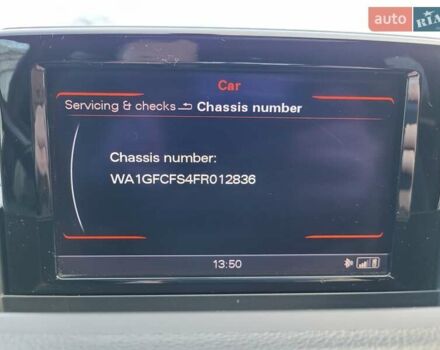 auto RIA
Car
Servicing & checks Chassis number
Chassis number:
WA1GFCFS4FR012836
13:50